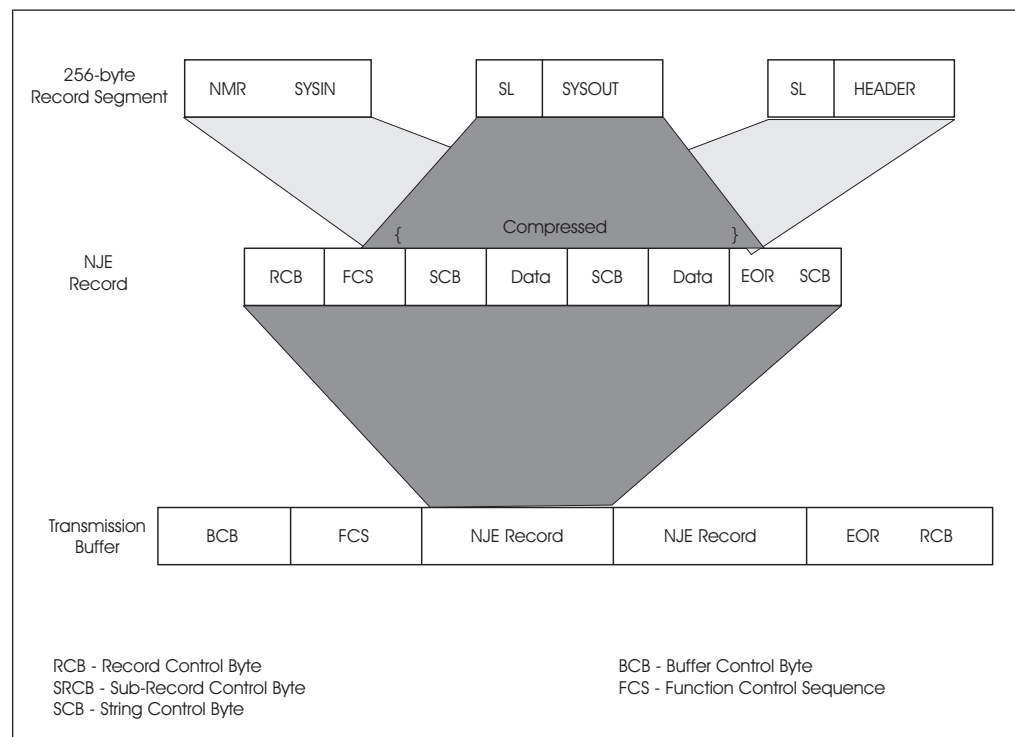 256-byte
Record Segment
NMR SYSIN
SL SYSOUT
SL HEADER
{ Compressed }
NJE
Record
RCB FCS SCB Data SCB Data EOR SCB
Transmission
Buffer
BCB FCS NJE Record NJE Record EOR RCB
RCB - Record Control Byte
SRCB - Sub-Record Control Byte
SCB - String Control Byte
BCB - Buffer Control Byte
FCS - Function Control Sequence